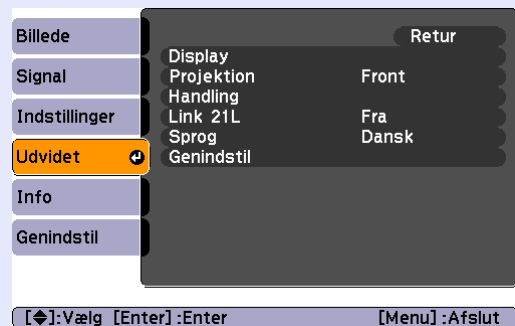 Billede
Signal
Indstillinger
Udvidet
Info
Genindstil
Retur
Display
Projektion Front
Handling
Link 21L Fra
Sprog Dansk
Genindstil
[◆]:Vælg [Enter]:Enter [Menu]:Afslut